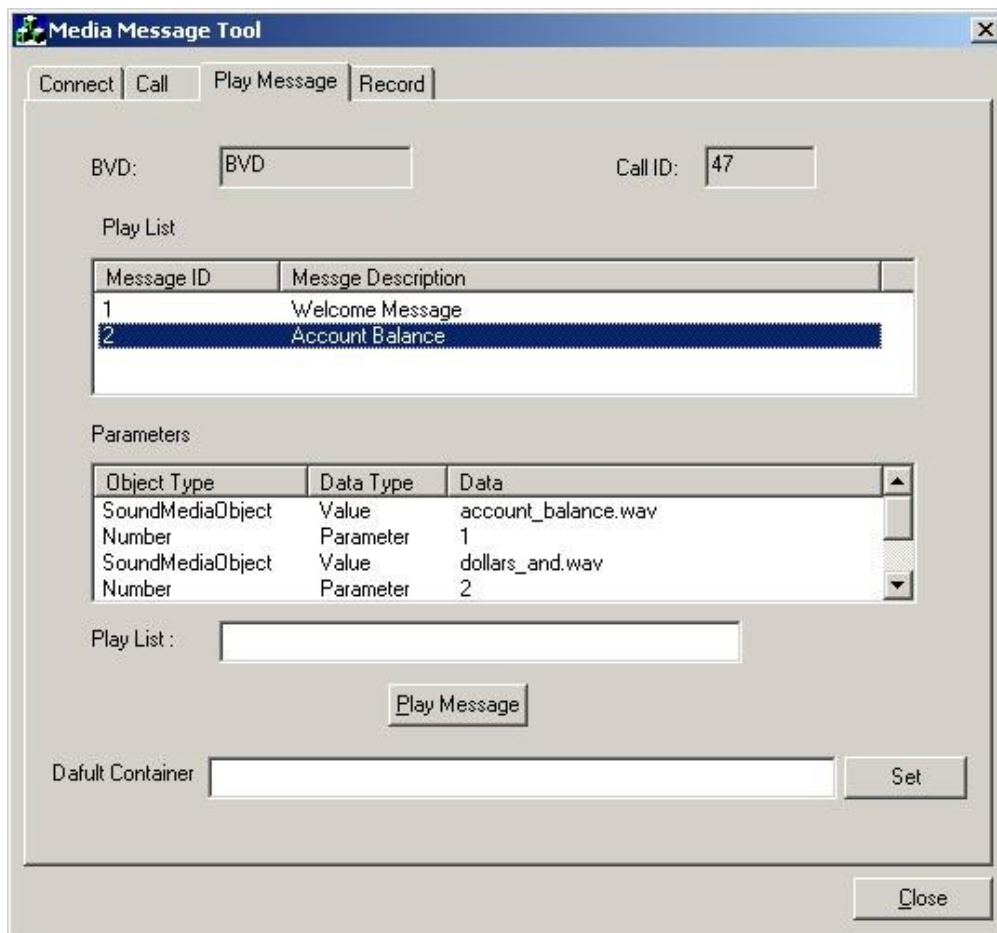 Media Message Tool
Connect Call Play Message Record
BVD: BVD Call ID: 47
Play List
Message ID Messge Description
1 Welcome Message
2 Account Balance
Parameters
Object Type Data Type Data
SoundMediaObject Value account_balance.wav
Number Parameter 1
SoundMediaObject Value dollars_and.wav
Number Parameter 2
Play List :
Play Message
Dafult Container Set
Close